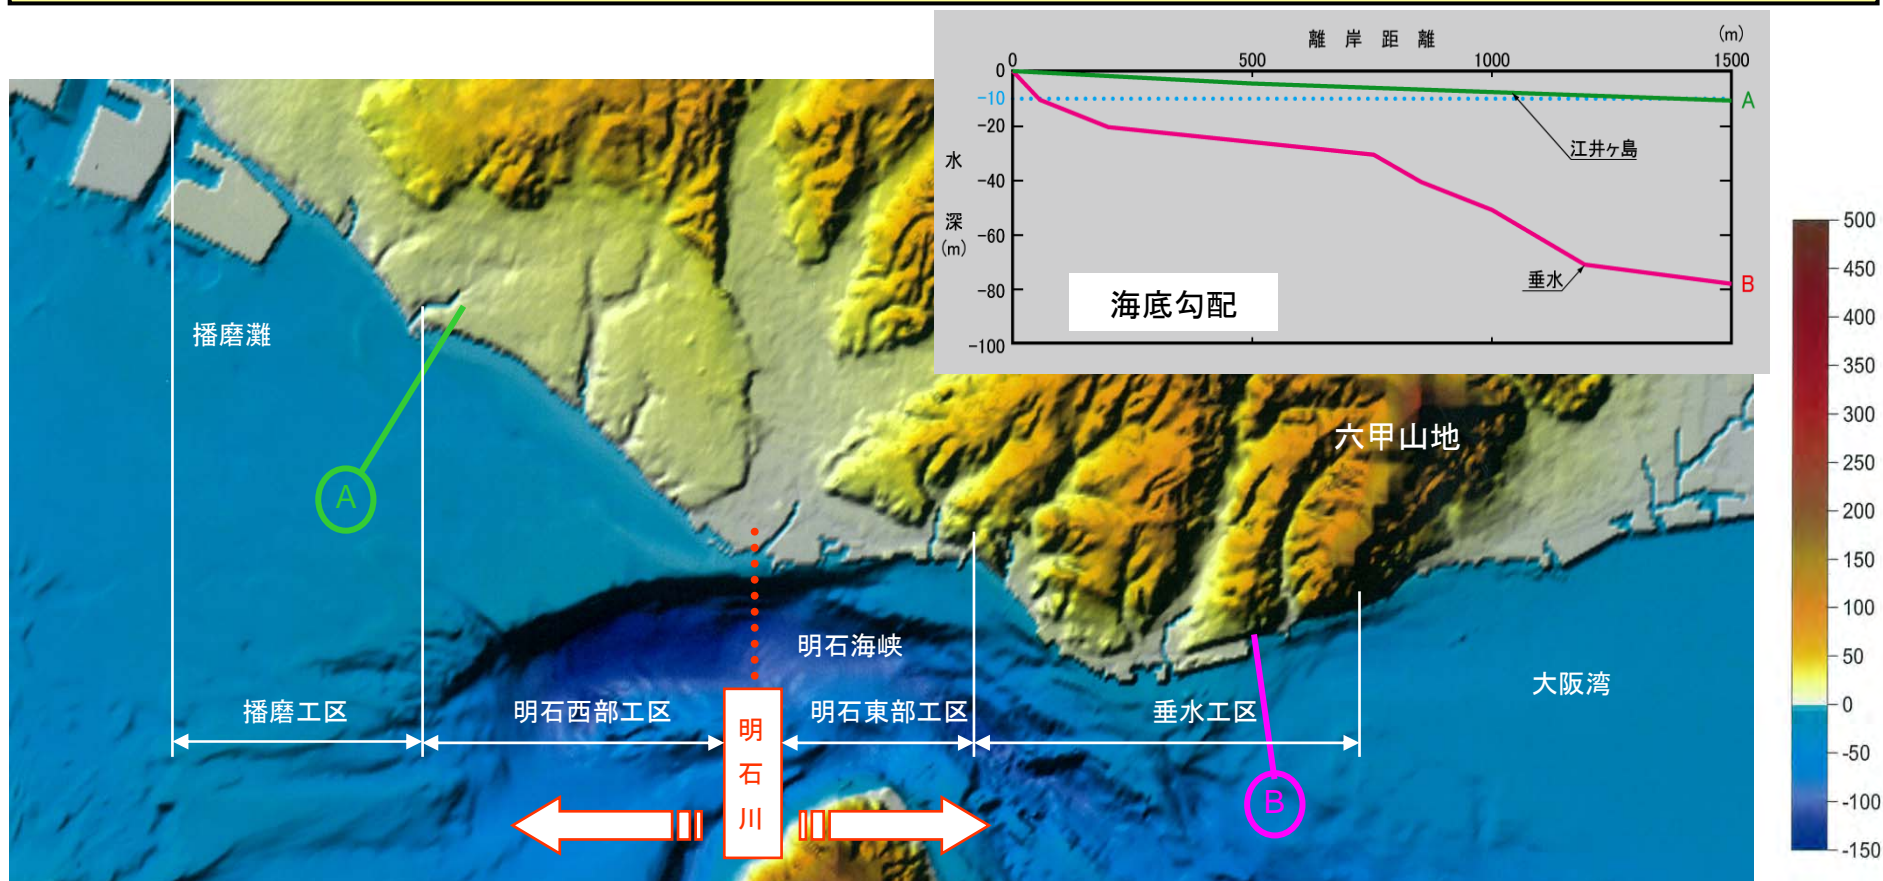 離岸距離
(m)
0
500
1000
1500
0
-10
-20
-40
-60
-80
-100
水深(m)
A
江井ヶ島
垂水
B
海底勾配
播磨灘
A
六甲山地
明石海峡
大阪湾
播磨工区
明石西部工区
明石東部工区
垂水工区
明石川
B
500
450
400
350
300
250
200
150
100
50
0
-50
-100
-150